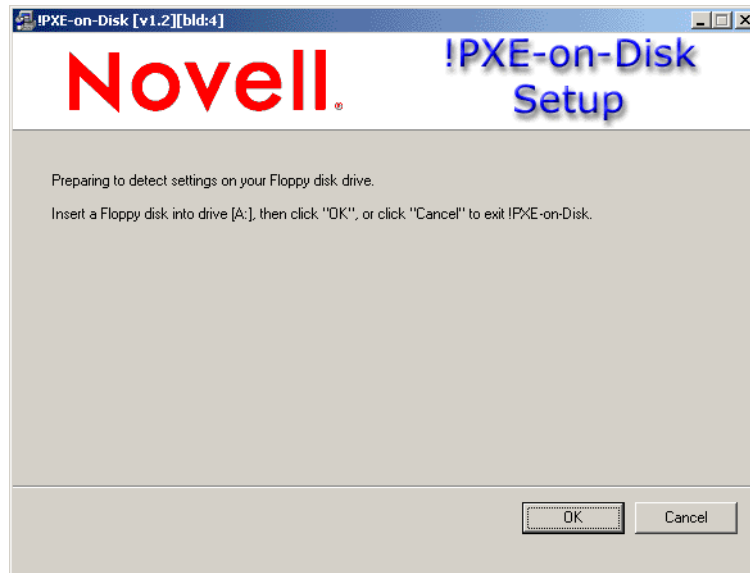 !PXE-on-Disk [v1.2][bld:4]
Novell®
!PXE-on-Disk
Setup
Preparing to detect settings on your Floppy disk drive.
Insert a Floppy disk into drive [A:], then click "OK", or click "Cancel" to exit !PXE-on-Disk.
OK
Cancel